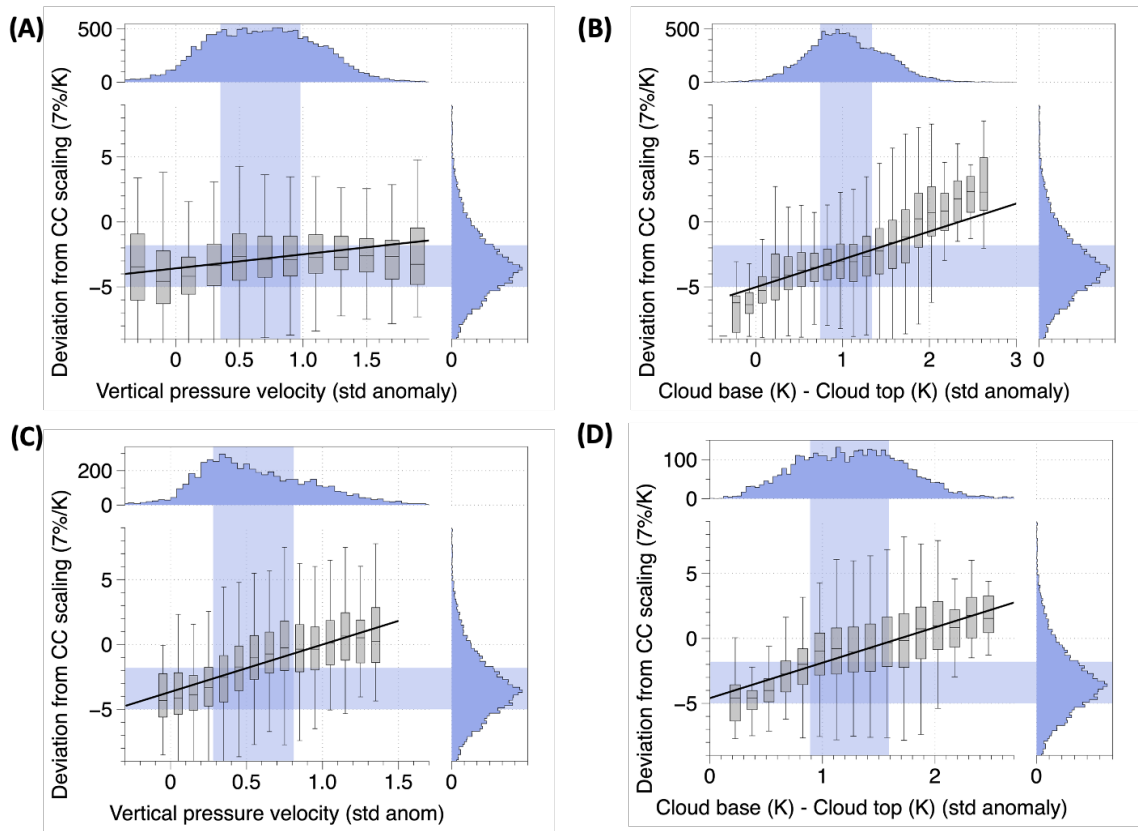 (A)
500
0
Deviation from CC scaling (7%/K)
5
0
−5
0 0.5 1.0 1.5 0
Vertical pressure velocity (std anomaly)
(B)
500
0
Deviation from CC scaling (7%/K)
5
0
−5
0 1 2 3 0
Cloud base (K) - Cloud top (K) (std anomaly)
(C)
200
0
Deviation from CC scaling (7%/K)
5
0
−5
0 0.5 1.0 1.5 0
Vertical pressure velocity (std anom)
(D)
100
0
Deviation from CC scaling (7%/K)
5
0
−5
0 1 2 0
Cloud base (K) - Cloud top (K) (std anomaly)